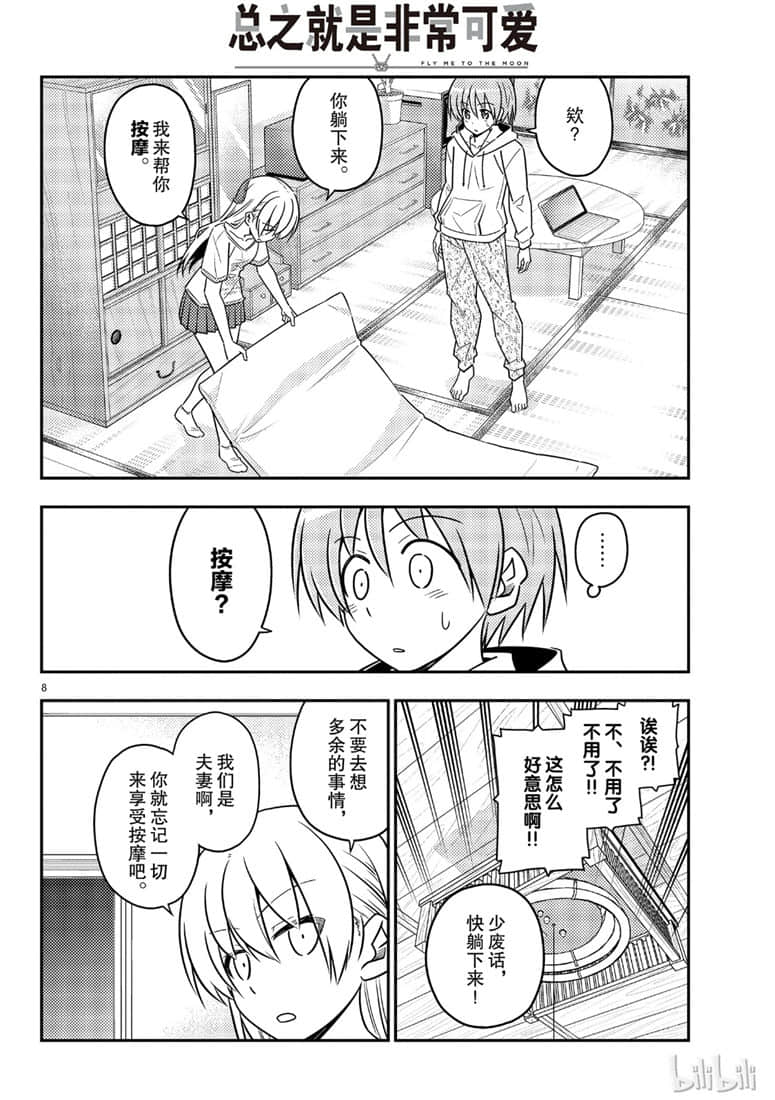 总之就是非常可爱
FLY ME TO THE MOON
欸？
你躺下来。
我来帮你
按摩。
……
按摩？
8
诶诶?!
不、不用了
不用了!!
这怎么
好意思啊!!
少废话，
快躺下来！
不要去想
多余的事情，
我们是
夫妻啊，
你就忘记一切
来享受按摩吧。
bilibili